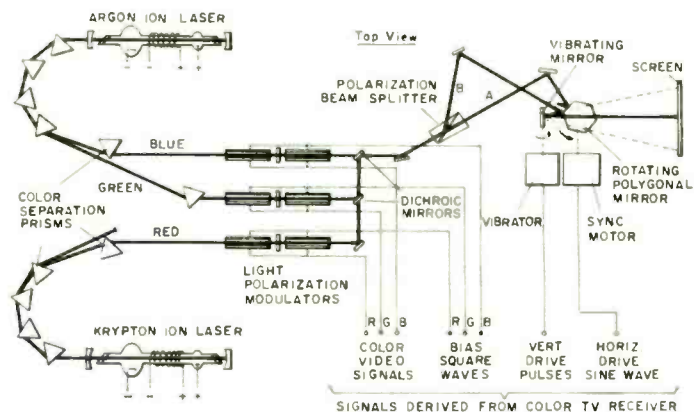 ARGON ION LASER
- - + +
Top View
VIBRATING
MIRROR
SCREEN
POLARIZATION
BEAM SPLITTER
B
A
BLUE
GREEN
ROTATING
POLYGONAL
MIRROR
COLOR
SEPARATION
PRISMS
DICHROIC
MIRRORS
VIBRATOR
SYNC
MOTOR
RED
LIGHT
POLARIZATION
MODULATORS
KRYPTON ION LASER
- - + +
R G B
R G B
COLOR
VIDEO
SIGNALS
BIAS
SQUARE
WAVES
VERT
DRIVE
PULSES
HORIZ
DRIVE
SINE WAVE
SIGNALS DERIVED FROM COLOR TV RECEIVER